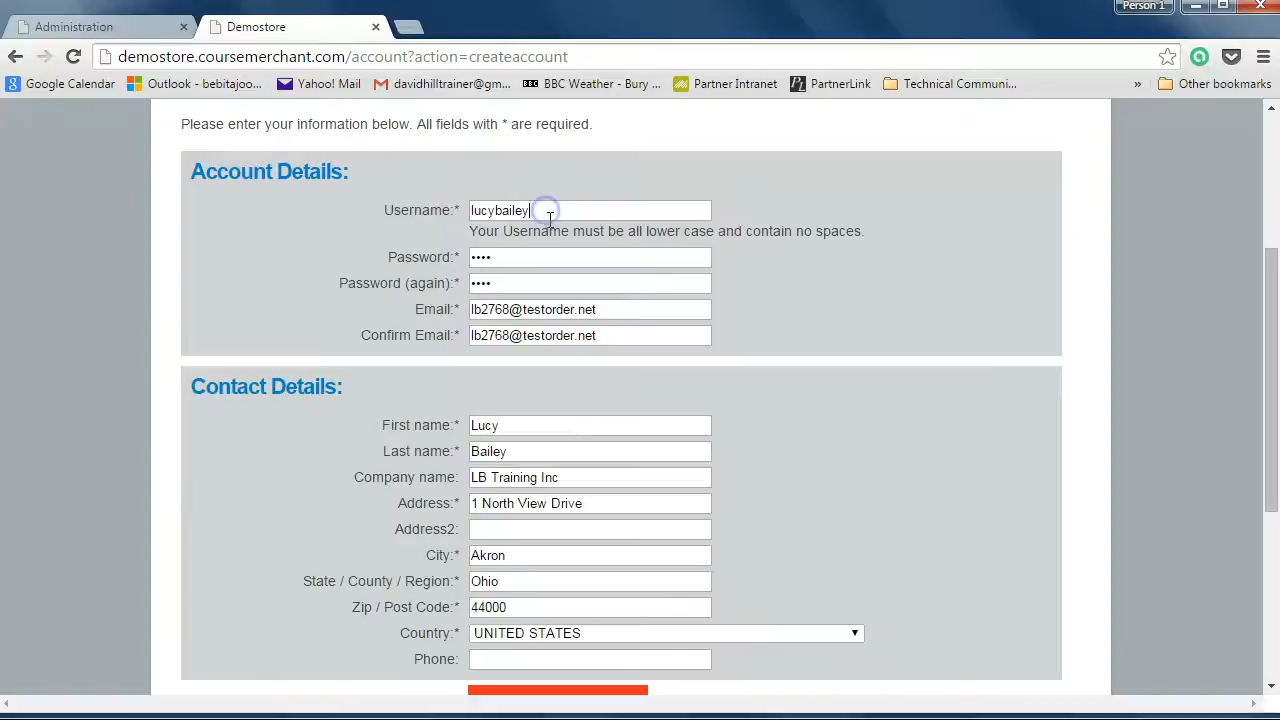 Person 1
Administration × Demostore ×
demostore.coursemerchant.com/account?action=createaccount
Google Calendar Outlook - bebitajoo... Yahoo! Mail davidhilltrainer@gm... BBC Weather - Bury ... Partner Intranet PartnerLink Technical Communi... » Other bookmarks
Please enter your information below. All fields with * are required.
Account Details:
Username:* lucybailey
Your Username must be all lower case and contain no spaces.
Password:* ••••
Password (again):* ••••
Email:* lb2768@testorder.net
Confirm Email:* lb2768@testorder.net
Contact Details:
First name:* Lucy
Last name:* Bailey
Company name: LB Training Inc
Address:* 1 North View Drive
Address2:
City:* Akron
State / County / Region:* Ohio
Zip / Post Code:* 44000
Country:* UNITED STATES
Phone: